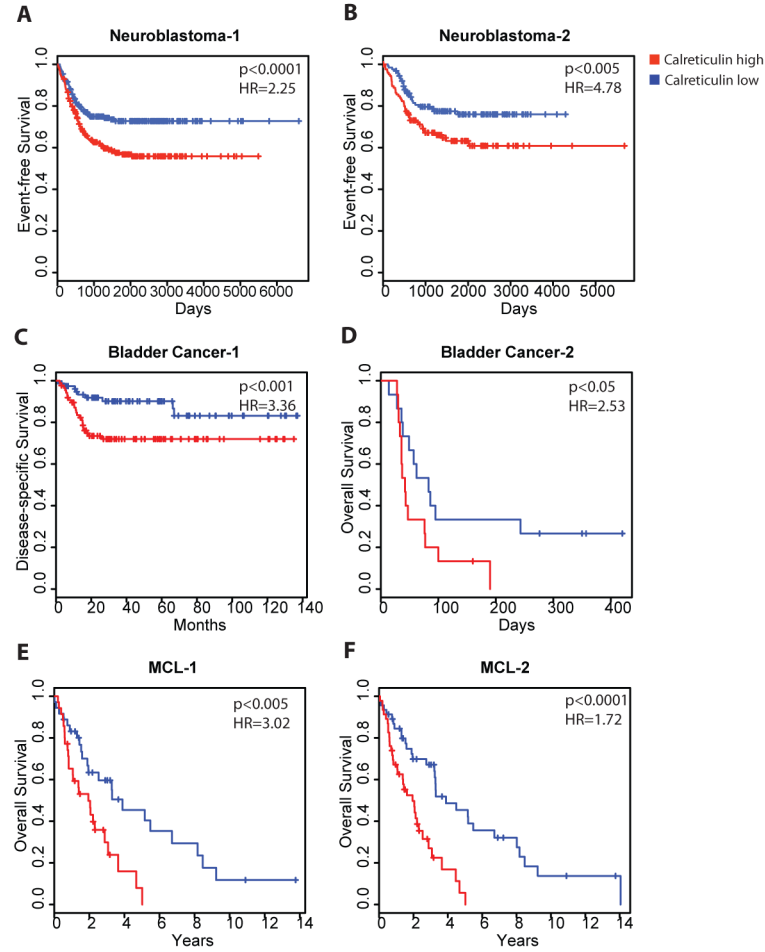 A
Neuroblastoma-1
p<0.0001
HR=2.25
Event-free Survival
0.0 0.2 0.4 0.6 0.8 1.0
0 1000 2000 3000 4000 5000 6000
Days
B
Neuroblastoma-2
p<0.005
HR=4.78
Event-free Survival
0.0 0.2 0.4 0.6 0.8 1.0
0 1000 2000 3000 4000 5000
Days
Calreticulin high
Calreticulin low
C
Bladder Cancer-1
p<0.001
HR=3.36
Disease-specific Survival
0.0 0.2 0.4 0.6 0.8 1.0
0 20 40 60 80 100 120 140
Months
D
Bladder Cancer-2
p<0.05
HR=2.53
Overall Survival
0.0 0.2 0.4 0.6 0.8 1.0
0 100 200 300 400
Days
E
MCL-1
p<0.005
HR=3.02
Overall Survival
0.0 0.2 0.4 0.6 0.8 1.0
0 2 4 6 8 10 12 14
Years
F
MCL-2
p<0.0001
HR=1.72
Overall Survival
0.0 0.2 0.4 0.6 0.8 1.0
0 2 4 6 8 10 12 14
Years